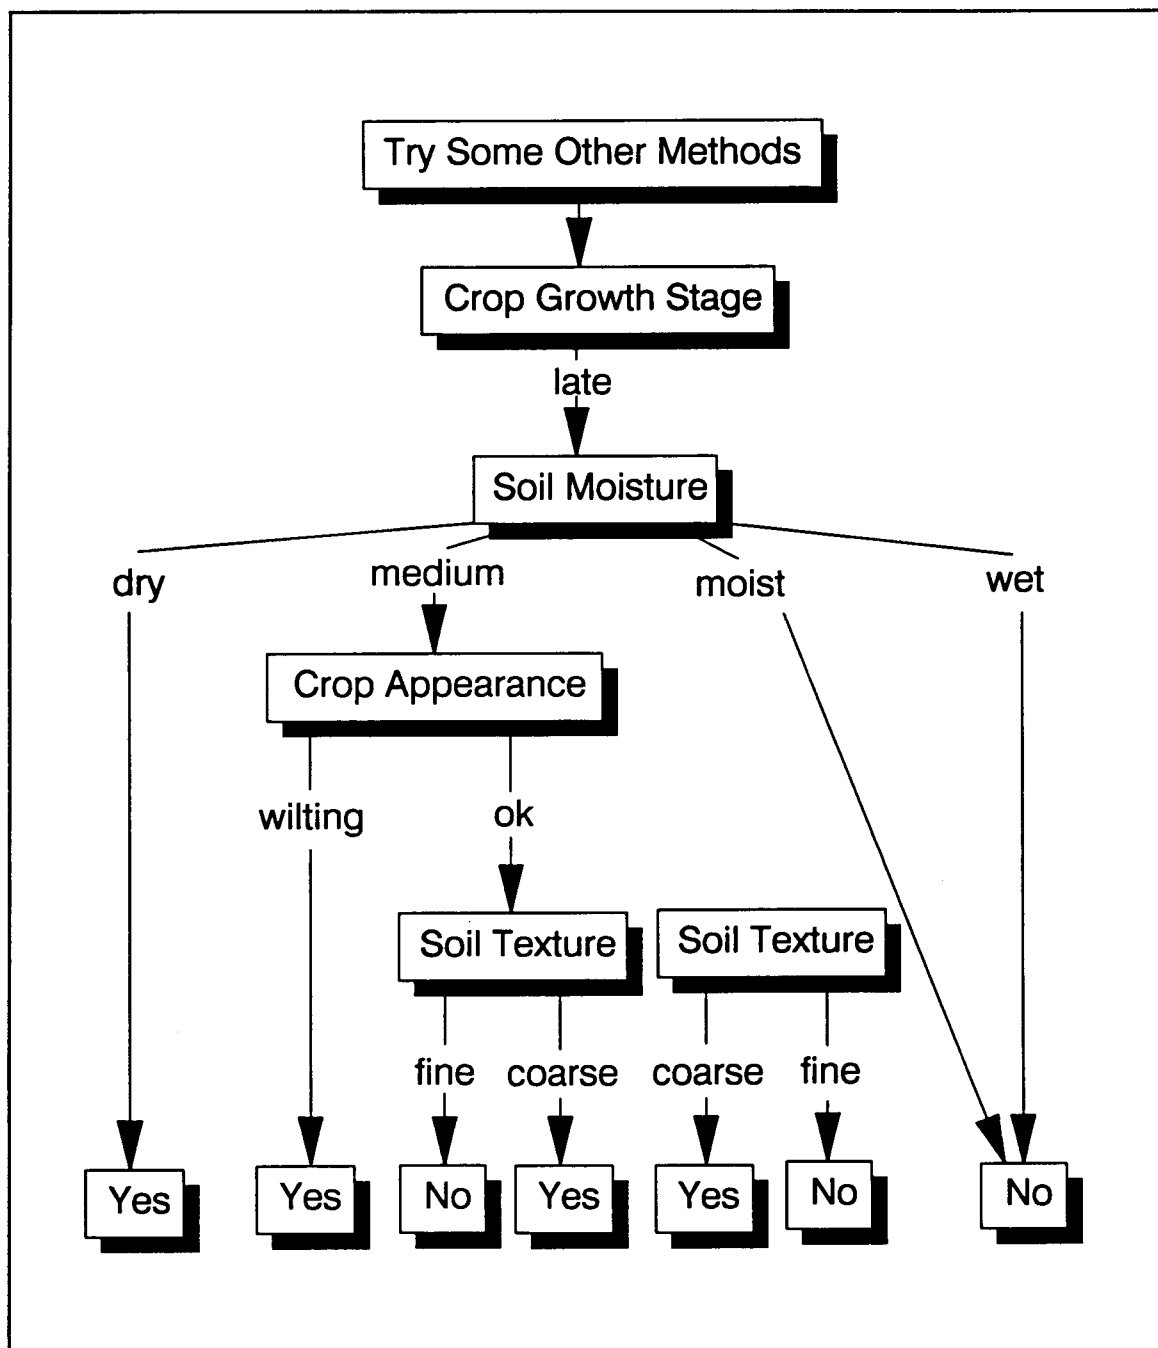 Try Some Other Methods
Crop Growth Stage
late
Soil Moisture
dry
medium
moist
wet
Crop Appearance
wilting
ok
Soil Texture
Soil Texture
fine
coarse
coarse
fine
Yes
Yes
No
Yes
Yes
No
No